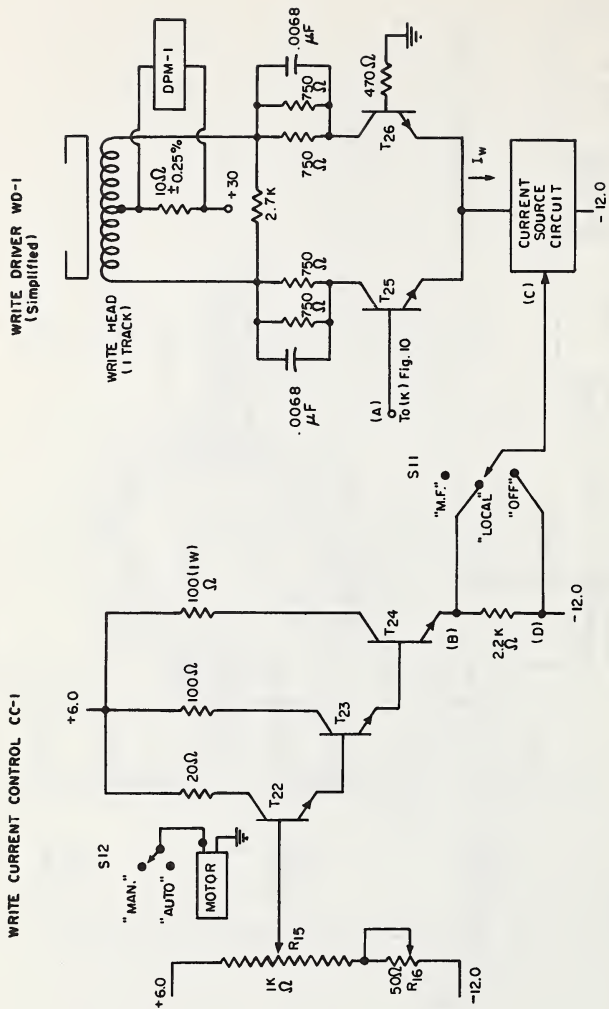 WRITE CURRENT CONTROL CC-1
+6.0
20Ω
100Ω
100(1W)
Ω
S12
"MAN."
"AUTO"
MOTOR
T22
T23
T24
+6.0
1K
Ω
R15
50Ω
R16
-12.0
(B)
2.2K
Ω
(D)
-12.0
S11
"M.F."
"LOCAL"
"OFF"
WRITE DRIVER WD-1
(Simplified)
WRITE HEAD
(1 TRACK)
10Ω
±0.25%
DPM-1
+30
.0068
μF
750
Ω
750
Ω
2.7K
750
Ω
750Ω
.0068
μF
(A)
To(K) Fig. 10
T25
T26
470Ω
IW
(C)
CURRENT
SOURCE
CIRCUIT
-12.0